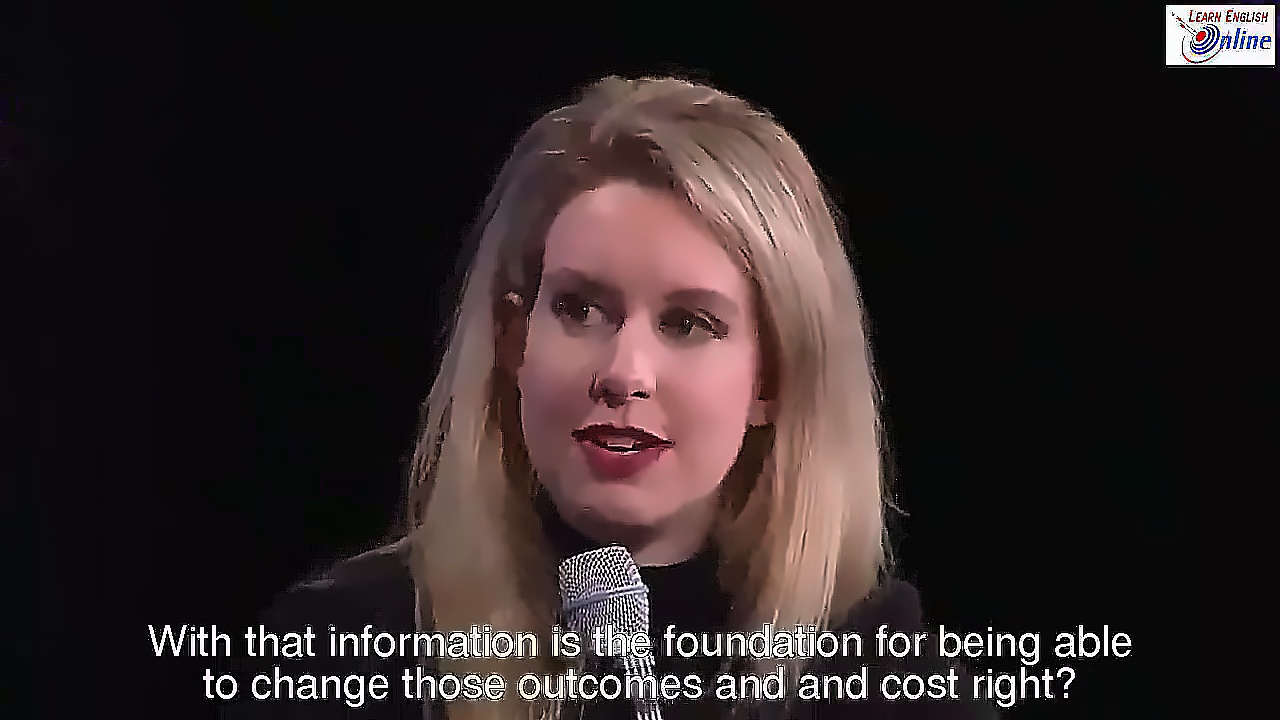 LEARN ENGLISH
Online
With that information is the foundation for being able
to change those outcomes and and cost right?